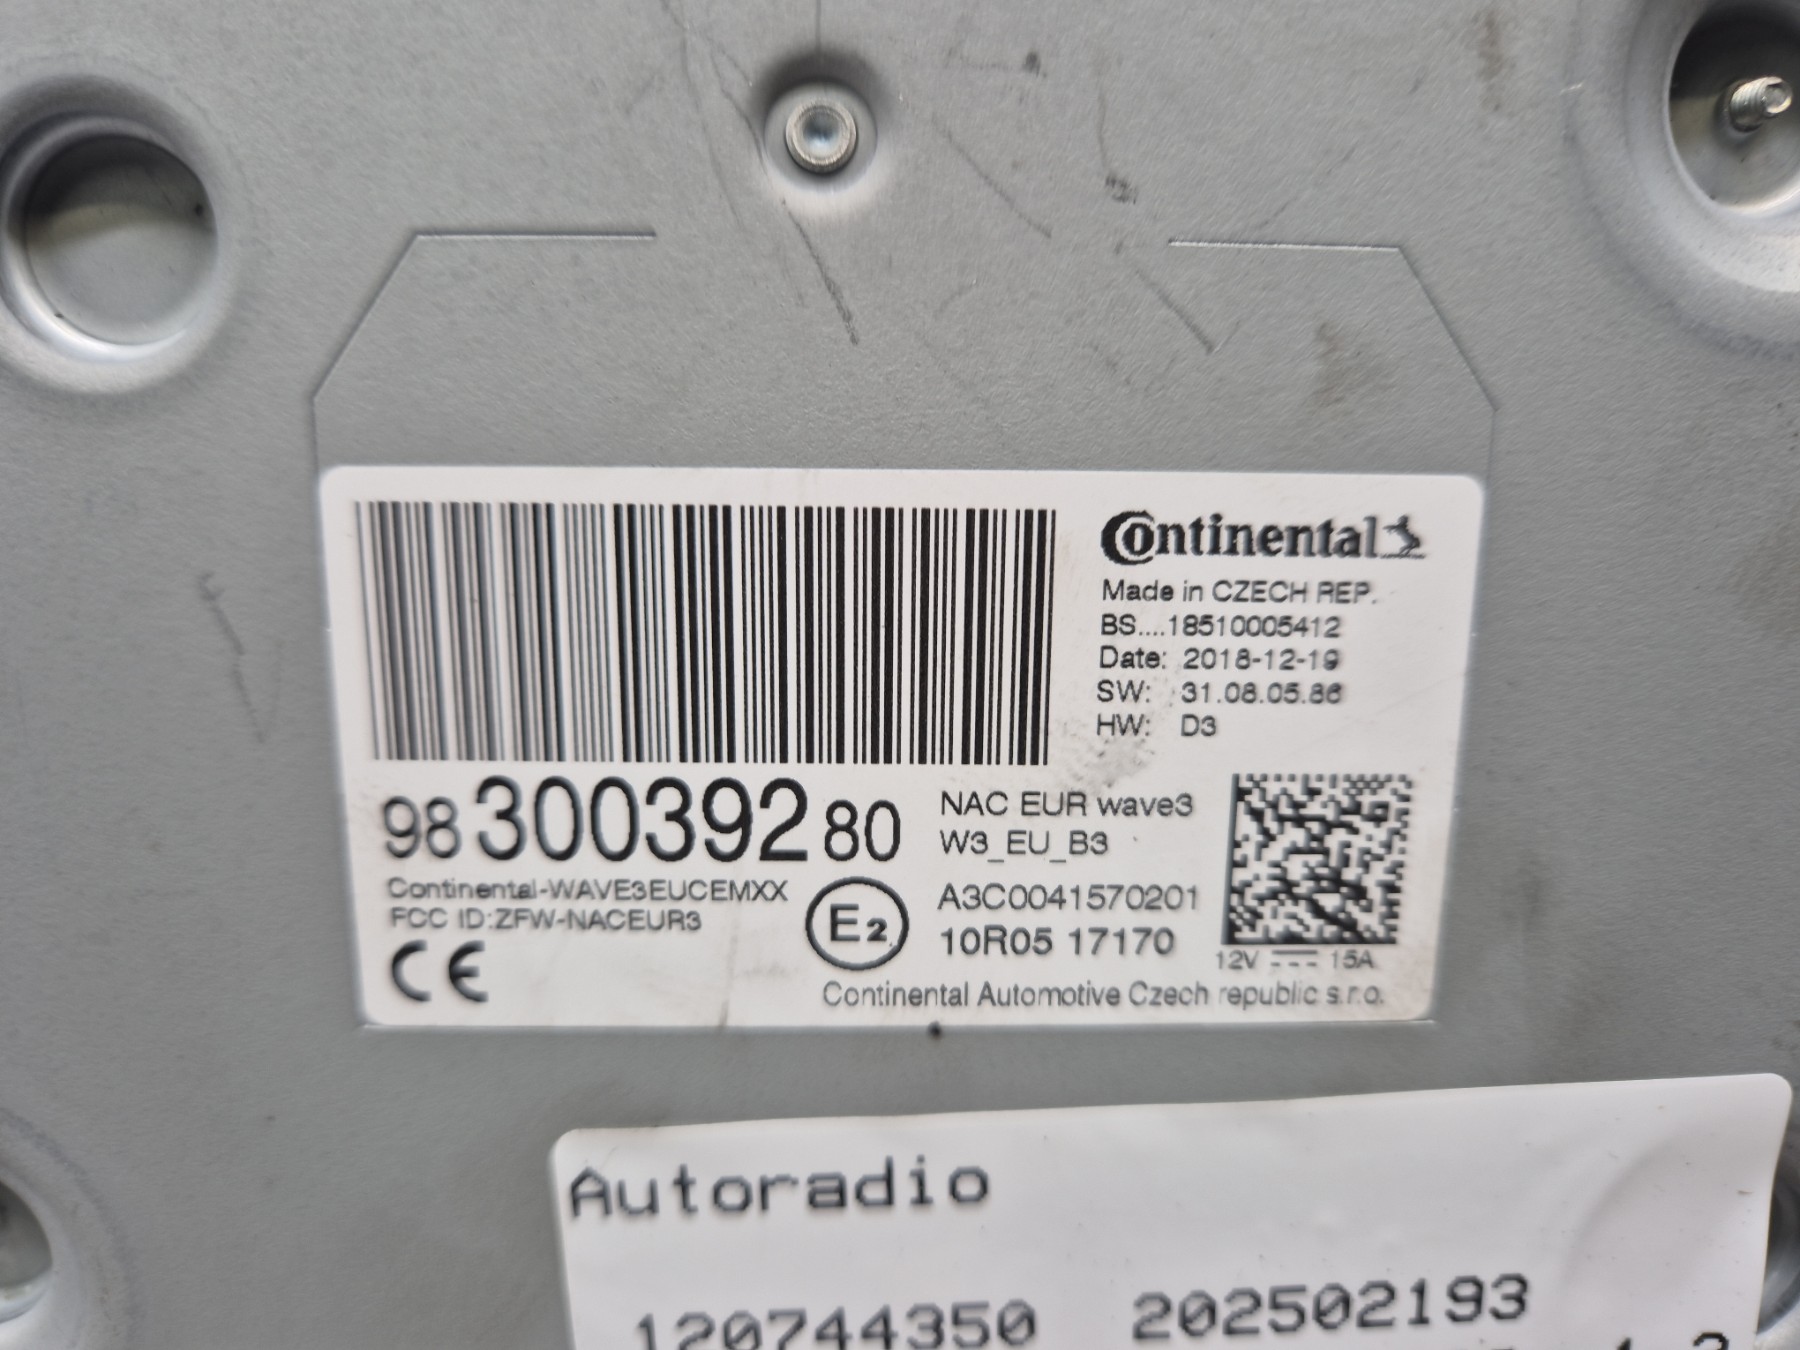 Continental
Made in CZECH REP.
BS....18510005412
Date: 2018-12-19
SW: 31.08.05.86
HW: D3
98 300392 80
NAC EUR wave3
W3_EU_B3
Continental-WAVE3EUCEMXX
FCC ID:ZFW-NACEUR3
CE
E2
A3C0041570201
10R05 17170
12V 15A
Continental Automotive Czech republic s.r.o.
Autoradio
120744350 202502193